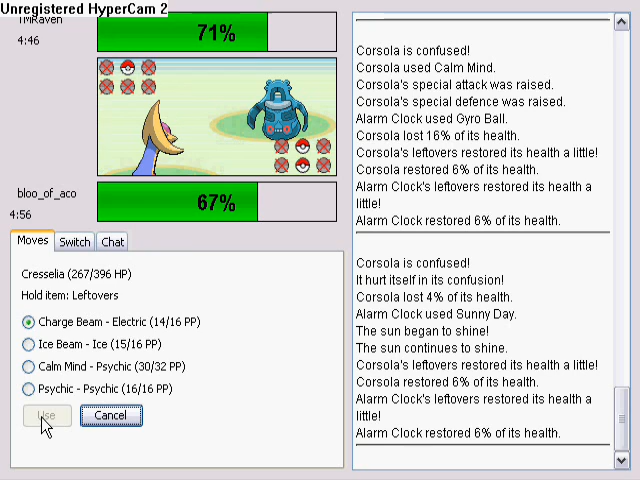 Unregistered HyperCam 2
TMRaven
4:46
71%
bloo_of_aco
4:56
67%
Moves
Switch
Chat
Cresselia (267/396 HP)
Hold item: Leftovers
Charge Beam - Electric (14/16 PP)
Ice Beam - Ice (15/16 PP)
Calm Mind - Psychic (30/32 PP)
Psychic - Psychic (16/16 PP)
Use
Cancel
Corsola is confused!
Corsola used Calm Mind.
Corsola's special attack was raised.
Corsola's special defence was raised.
Alarm Clock used Gyro Ball.
Corsola lost 16% of its health.
Corsola's leftovers restored its health a little!
Corsola restored 6% of its health.
Alarm Clock's leftovers restored its health a
little!
Alarm Clock restored 6% of its health.
Corsola is confused!
It hurt itself in its confusion!
Corsola lost 4% of its health.
Alarm Clock used Sunny Day.
The sun began to shine!
The sun continues to shine.
Corsola's leftovers restored its health a little!
Corsola restored 6% of its health.
Alarm Clock's leftovers restored its health a
little!
Alarm Clock restored 6% of its health.